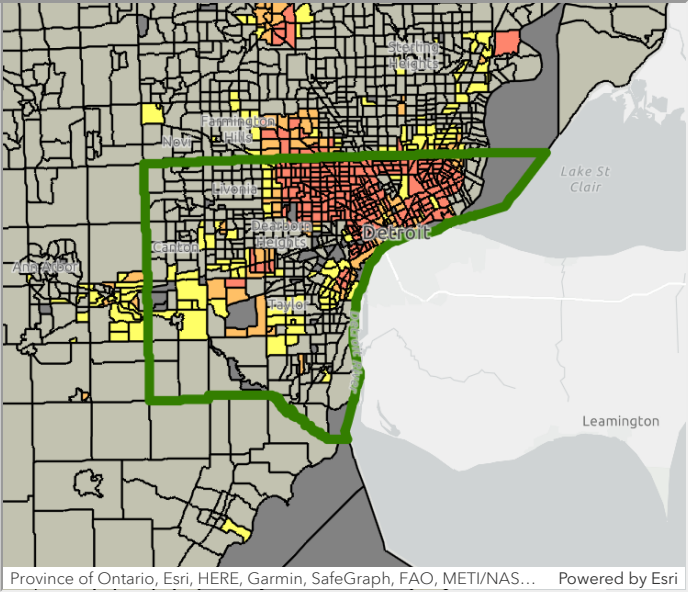 Sterling
Heights
Farmington
Hills
Novi
Lake St
Clair
Livonia
Dearborn
Heights
Detroit
Canton
Ann Arbor
Taylor
Leamington
Province of Ontario, Esri, HERE, Garmin, SafeGraph, FAO, METI/NAS... Powered by Esri